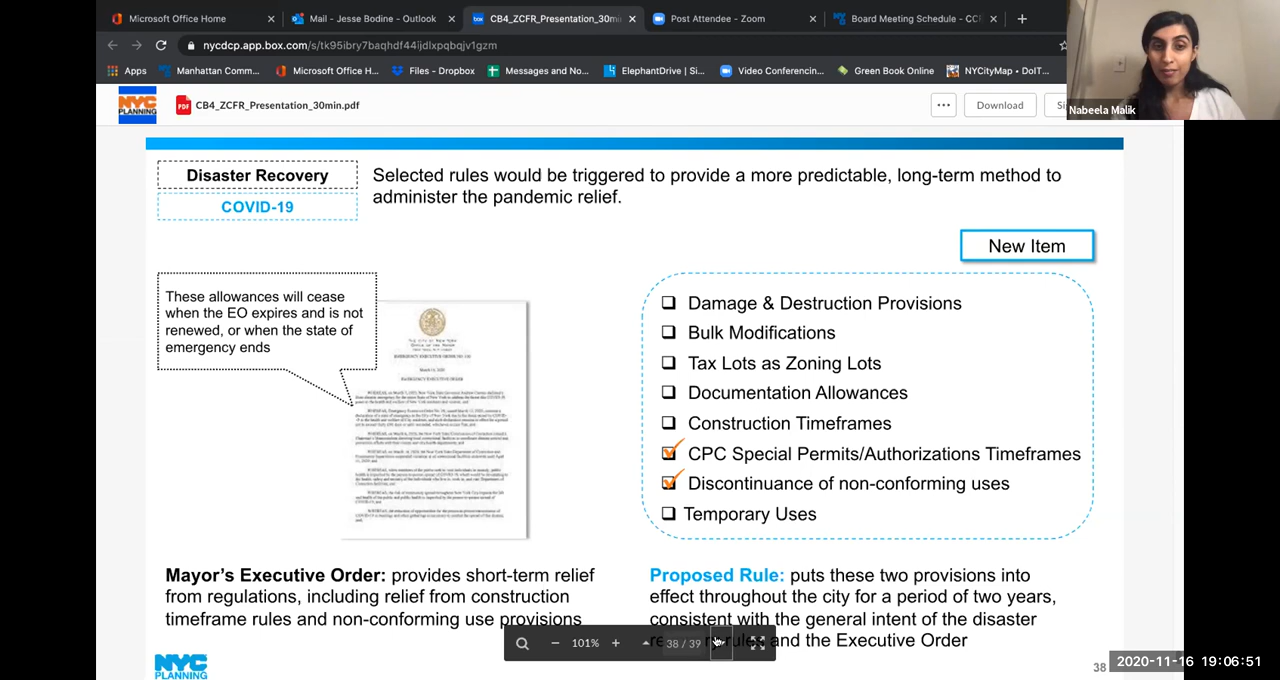 Microsoft Office Home
Mail - Jesse Bodine - Outlook
CB4_ZCFR_Presentation_30mi
Post Attendee - Zoom
Board Meeting Schedule - CC
nycdcp.app.box.com/s/tk95ibry7baqhdf44ijdlxpqbqjv1gzm
Apps
Manhattan Comm...
Microsoft Office H...
Files - Dropbox
Messages and No...
ElephantDrive | Si...
Video Conferencin...
Green Book Online
NYCityMap • DoIT...
Nabeela Malik
NYC
PLANNING
PDF
CB4_ZCFR_Presentation_30min.pdf
Download
Disaster Recovery
COVID-19
Selected rules would be triggered to provide a more predictable, long-term method to
administer the pandemic relief.
New Item
These allowances will cease
when the EO expires and is not
renewed, or when the state of
emergency ends
EMERGENCY EXECUTIVE ORDER
Damage & Destruction Provisions
Bulk Modifications
Tax Lots as Zoning Lots
Documentation Allowances
Construction Timeframes
CPC Special Permits/Authorizations Timeframes
Discontinuance of non-conforming uses
Temporary Uses
Mayor's Executive Order: provides short-term relief
from regulations, including relief from construction
timeframe rules and non-conforming use provisions
Proposed Rule: puts these two provisions into
effect throughout the city for a period of two years,
consistent with the general intent of the disaster
rules and the Executive Order
101%
38 / 39
NYC
PLANNING
38
2020-11-16 19:06:51